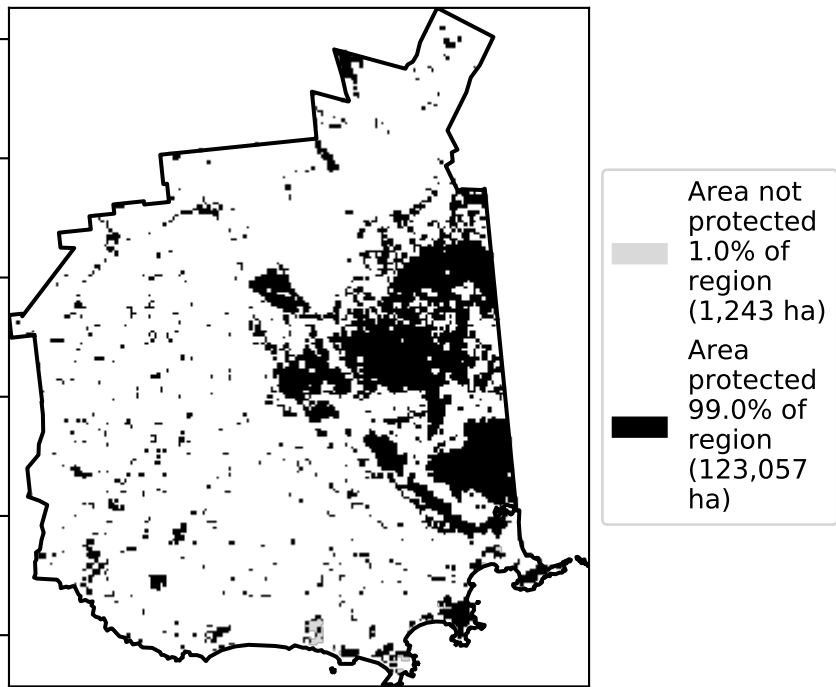 Area not
protected
1.0% of
region
(1,243 ha)
Area
protected
99.0% of
region
(123,057
ha)